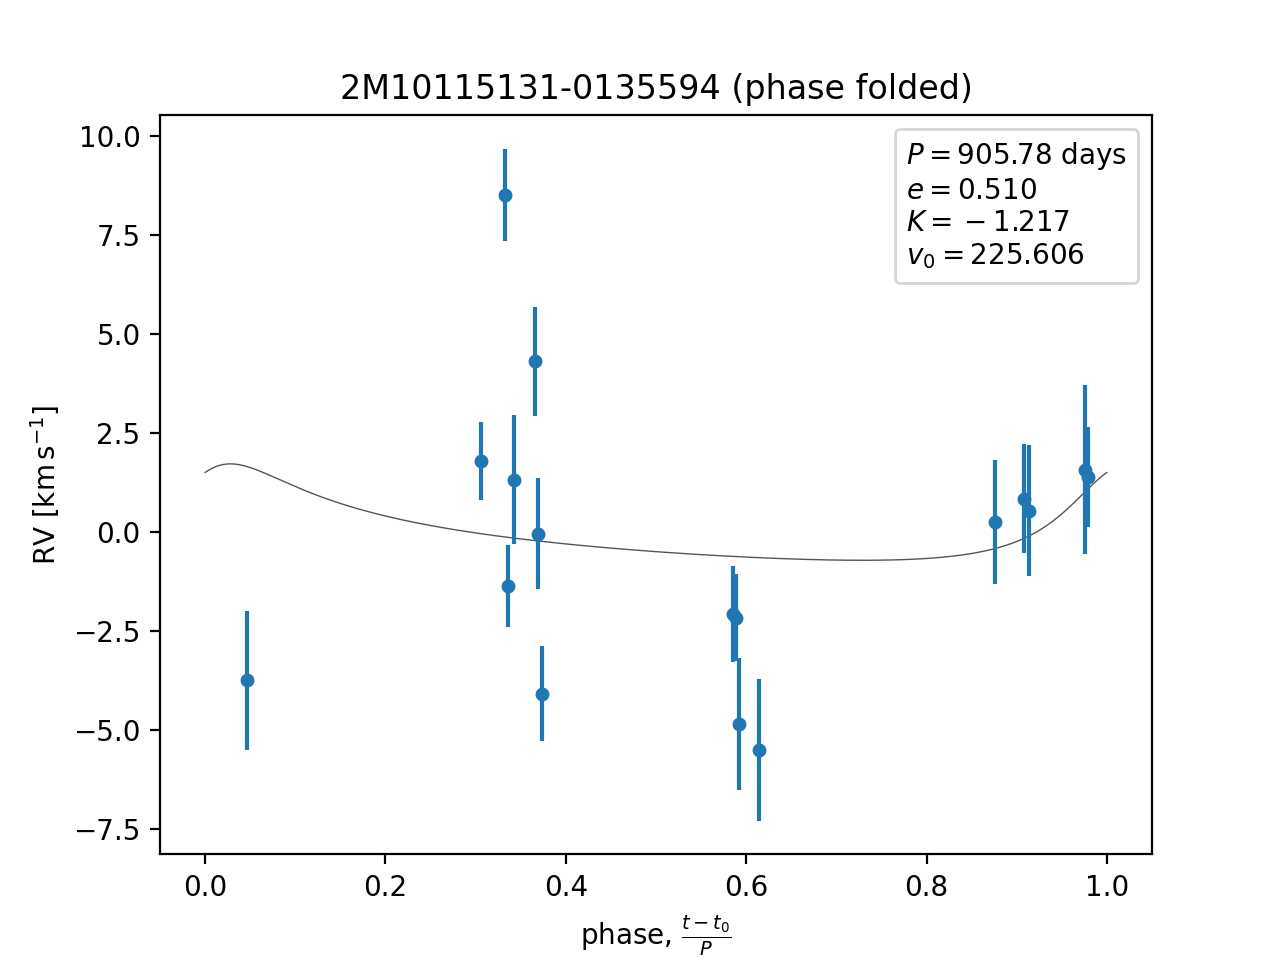 2M10115131-0135594 (phase folded)
P = 905.78 days
e = 0.510
K = −1.217
v₀ = 225.606
10.0
7.5
5.0
2.5
0.0
−2.5
−5.0
−7.5
RV [km s⁻¹]
0.0 0.2 0.4 0.6 0.8 1.0
phase, (t − t₀)/P